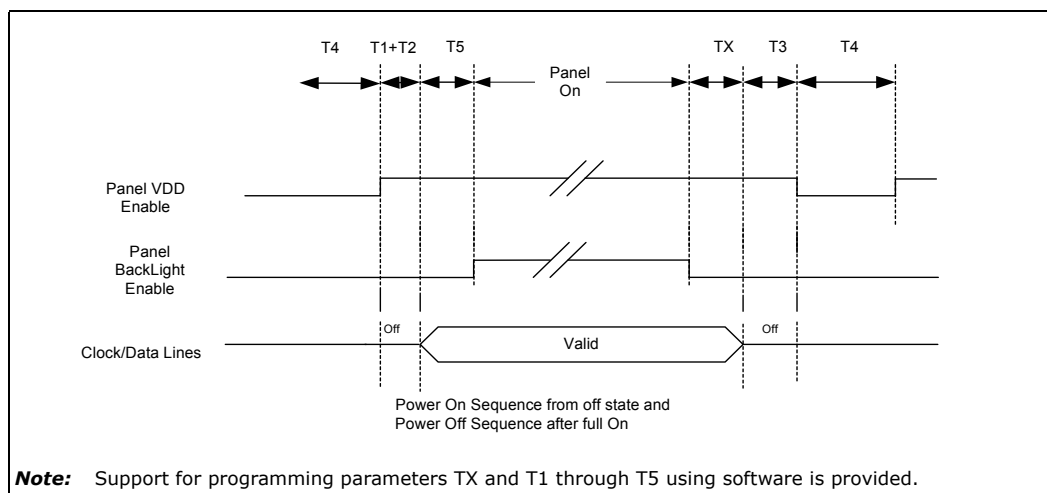 T4 T1+T2 T5 TX T3 T4
Panel
On
Panel VDD
Enable
Panel
BackLight
Enable
Off Off
Clock/Data Lines Valid
Power On Sequence from off state and
Power Off Sequence after full On
Note: Support for programming parameters TX and T1 through T5 using software is provided.